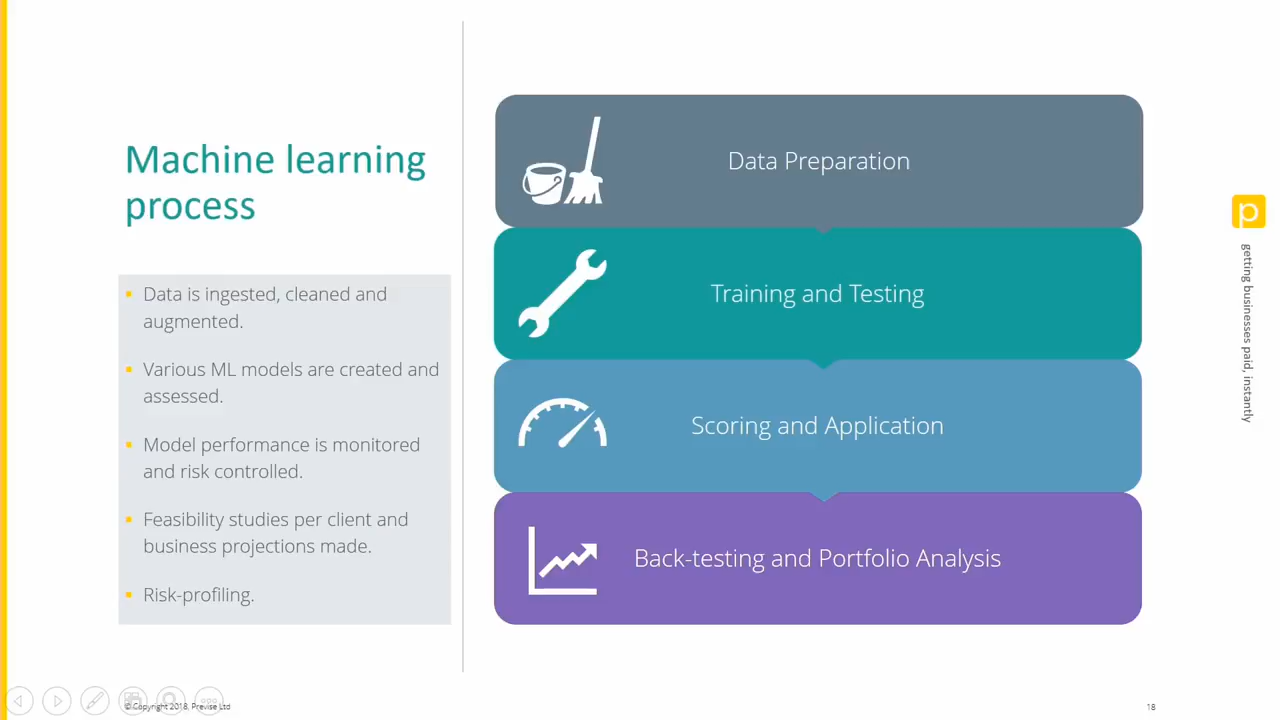 Machine learning
process
Data is ingested, cleaned and
augmented.
Various ML models are created and
assessed.
Model performance is monitored
and risk controlled.
Feasibility studies per client and
business projections made.
Risk-profiling.
Data Preparation
Training and Testing
Scoring and Application
Back-testing and Portfolio Analysis
p
getting businesses paid, instantly
© Copyright 2018, Previse Ltd
18